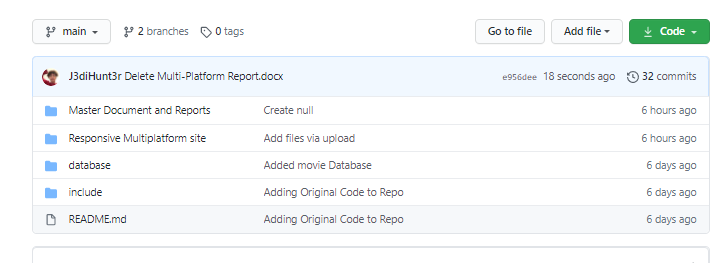 main 2 branches 0 tags Go to file Add file Code
J3diHunt3r Delete Multi-Platform Report.docx e956dee 18 seconds ago 32 commits
Master Document and Reports Create null 6 hours ago
Responsive Multiplatform site Add files via upload 6 hours ago
database Added movie Database 6 days ago
include Adding Original Code to Repo 6 days ago
README.md Adding Original Code to Repo 6 days ago